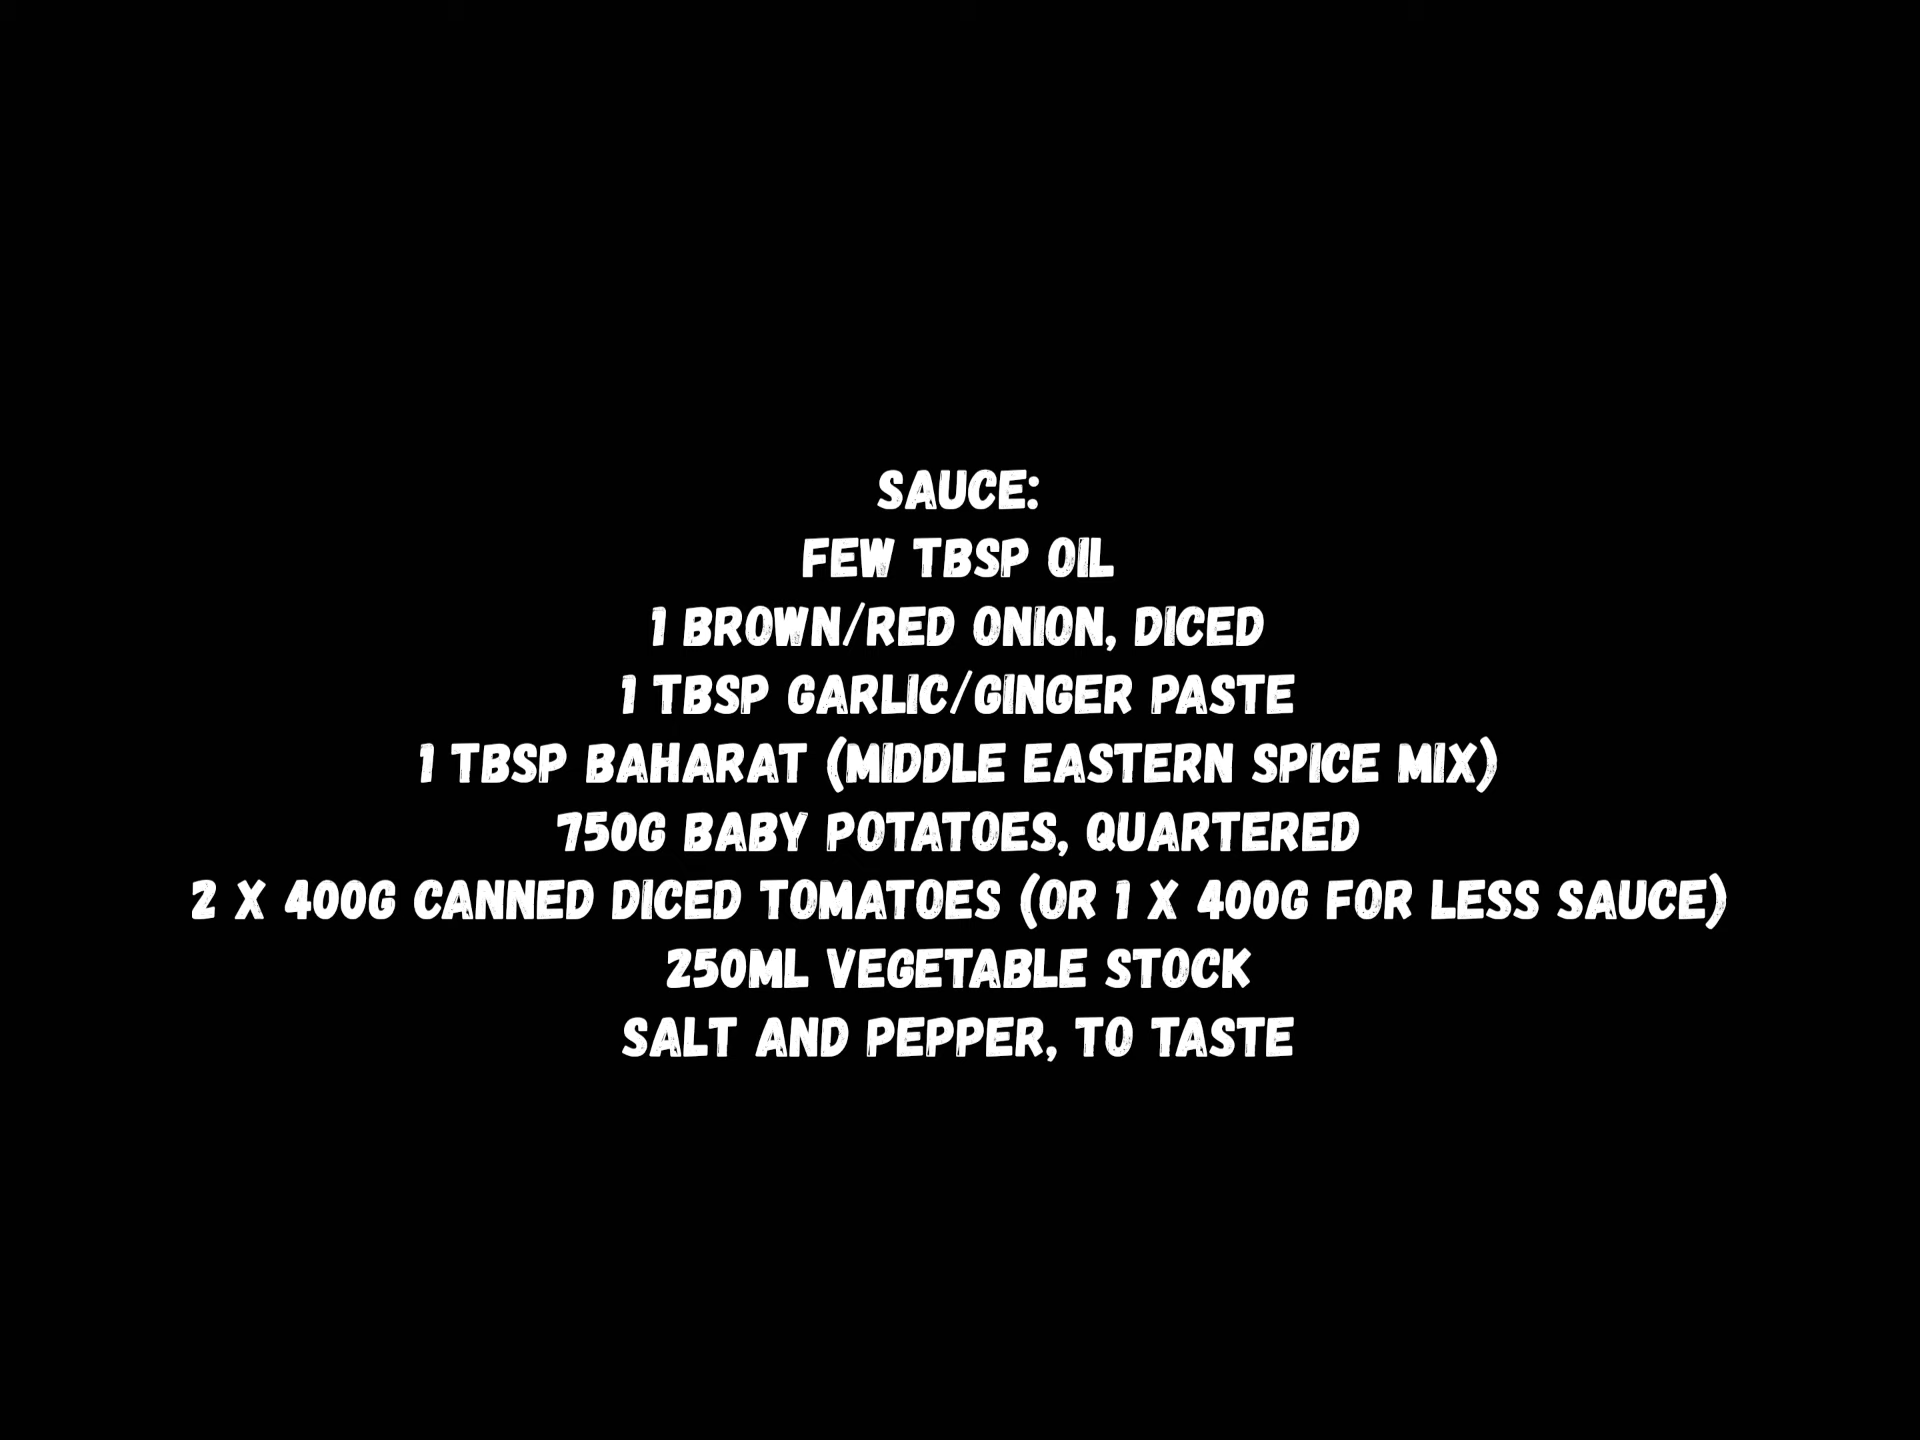 SAUCE:
FEW TBSP OIL
1 BROWN/RED ONION, DICED
1 TBSP GARLIC/GINGER PASTE
1 TBSP BAHARAT (MIDDLE EASTERN SPICE MIX)
750G BABY POTATOES, QUARTERED
2 X 400G CANNED DICED TOMATOES (OR 1 X 400G FOR LESS SAUCE)
250ML VEGETABLE STOCK
SALT AND PEPPER, TO TASTE